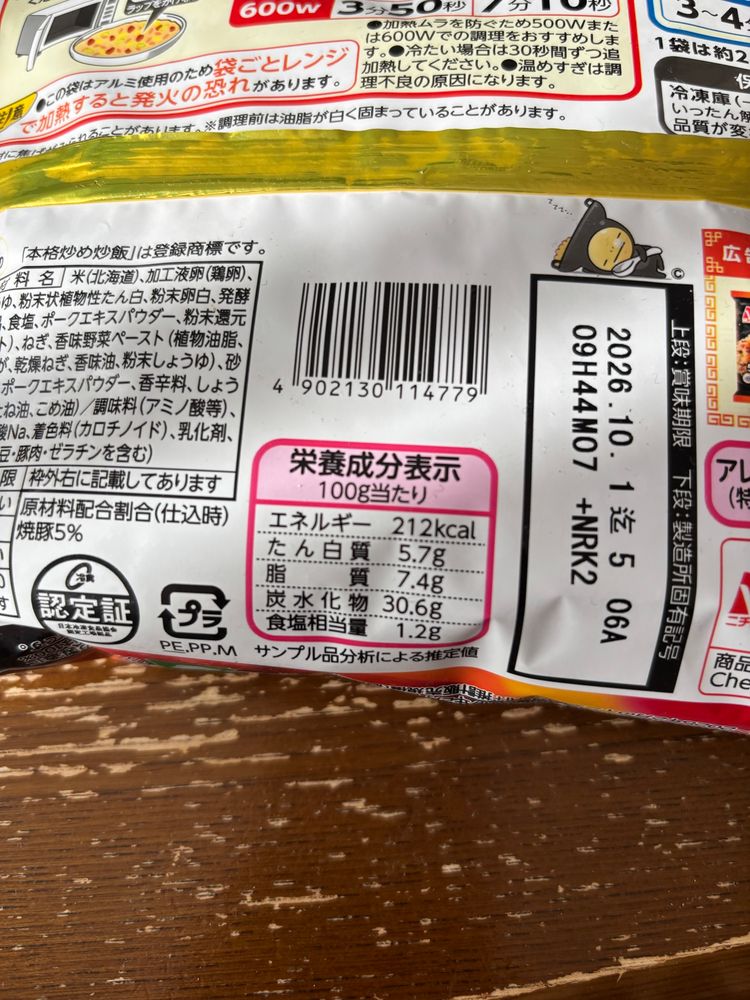 600W 3分50秒 7分10秒
●加熱ムラを防ぐため500Wまた
は600Wでの調理をおすすめしま
す。●冷たい場合は30秒間ずつ追
加熱してください。●温めすぎは調
理不良の原因になります。
●この袋はアルミ使用のため袋ごとレンジ
で加熱すると発火の恐れがあります。
※調理前は油脂が白く固まっていることがあります。
3〜4
1袋は約2
冷凍庫(
いったん解
品質が変
「本格炒め炒飯」は登録商標です。
料名 米(北海道)、加工液卵(鶏卵)、
ゆ、粉末状植物性たん白、粉末卵白、発酵
、食塩、ポークエキスパウダー、粉末還元
ト)、ねぎ、香味野菜ペースト(植物油脂、
が、乾燥ねぎ、香味油、粉末しょうゆ)、砂
ポークエキスパウダー、香辛料、しょう
ね油、こめ油)/調味料(アミノ酸等)、
酸Na、着色料(カロチノイド)、乳化剤、
豆・豚肉・ゼラチンを含む)
限 枠外右に記載してあります
原材料配合割合(仕込時)
焼豚5%
認定証
日本冷凍食品協会
プラ
PE,PP,M
4 902130 114779
栄養成分表示
100g当たり
エネルギー 212kcal
たん白質 5.7g
脂質 7.4g
炭水化物 30.6g
食塩相当量 1.2g
サンプル品分析による推定値
zzzz...
©
上段:賞味期限 下段:製造所固有記号
2026.10. 1 迄 5 06A
09H44M07 +NRK2
広告
アレ
(特
ニチ
商品
Che